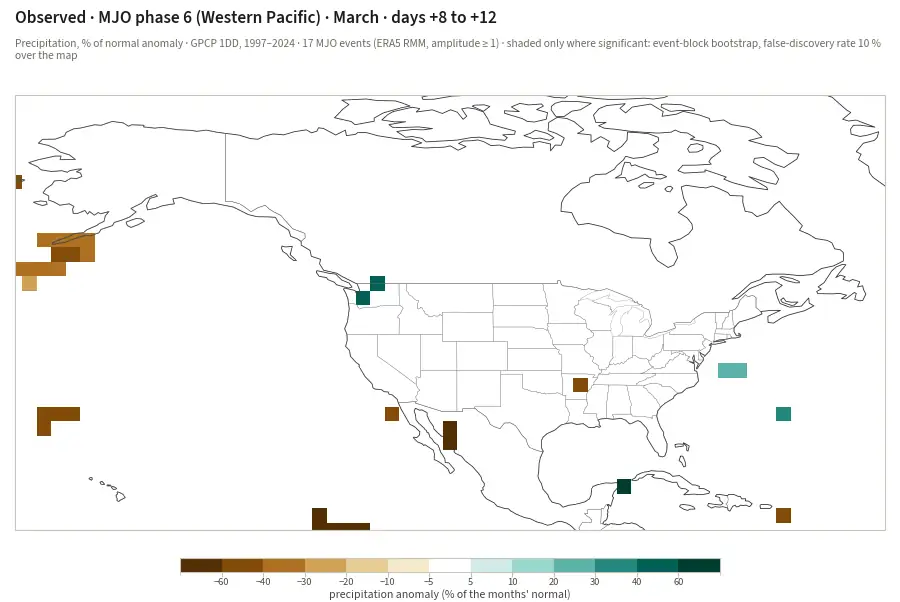 Observed · MJO phase 6 (Western Pacific) · March · days +8 to +12
Precipitation, % of normal anomaly · GPCP 1DD, 1997–2024 · 17 MJO events (ERA5 RMM, amplitude ≥ 1) · shaded only where significant: event-block bootstrap, false-discovery rate 10 %
over the map
−60 −40 −30 −20 −10 −5 5 10 20 30 40 60
precipitation anomaly (% of the months' normal)